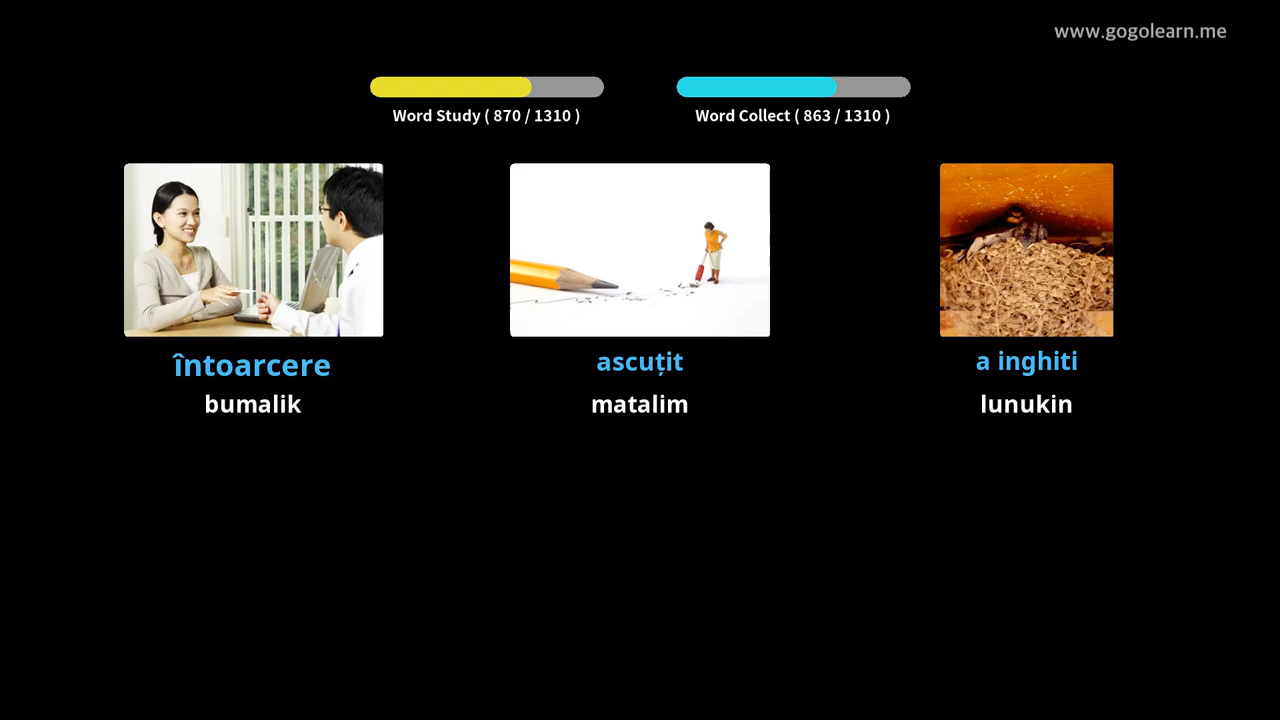 www.gogolearn.me
Word Study ( 870 / 1310 )
Word Collect ( 863 / 1310 )
întoarcere
bumalik
ascuțit
matalim
a inghiti
lunukin